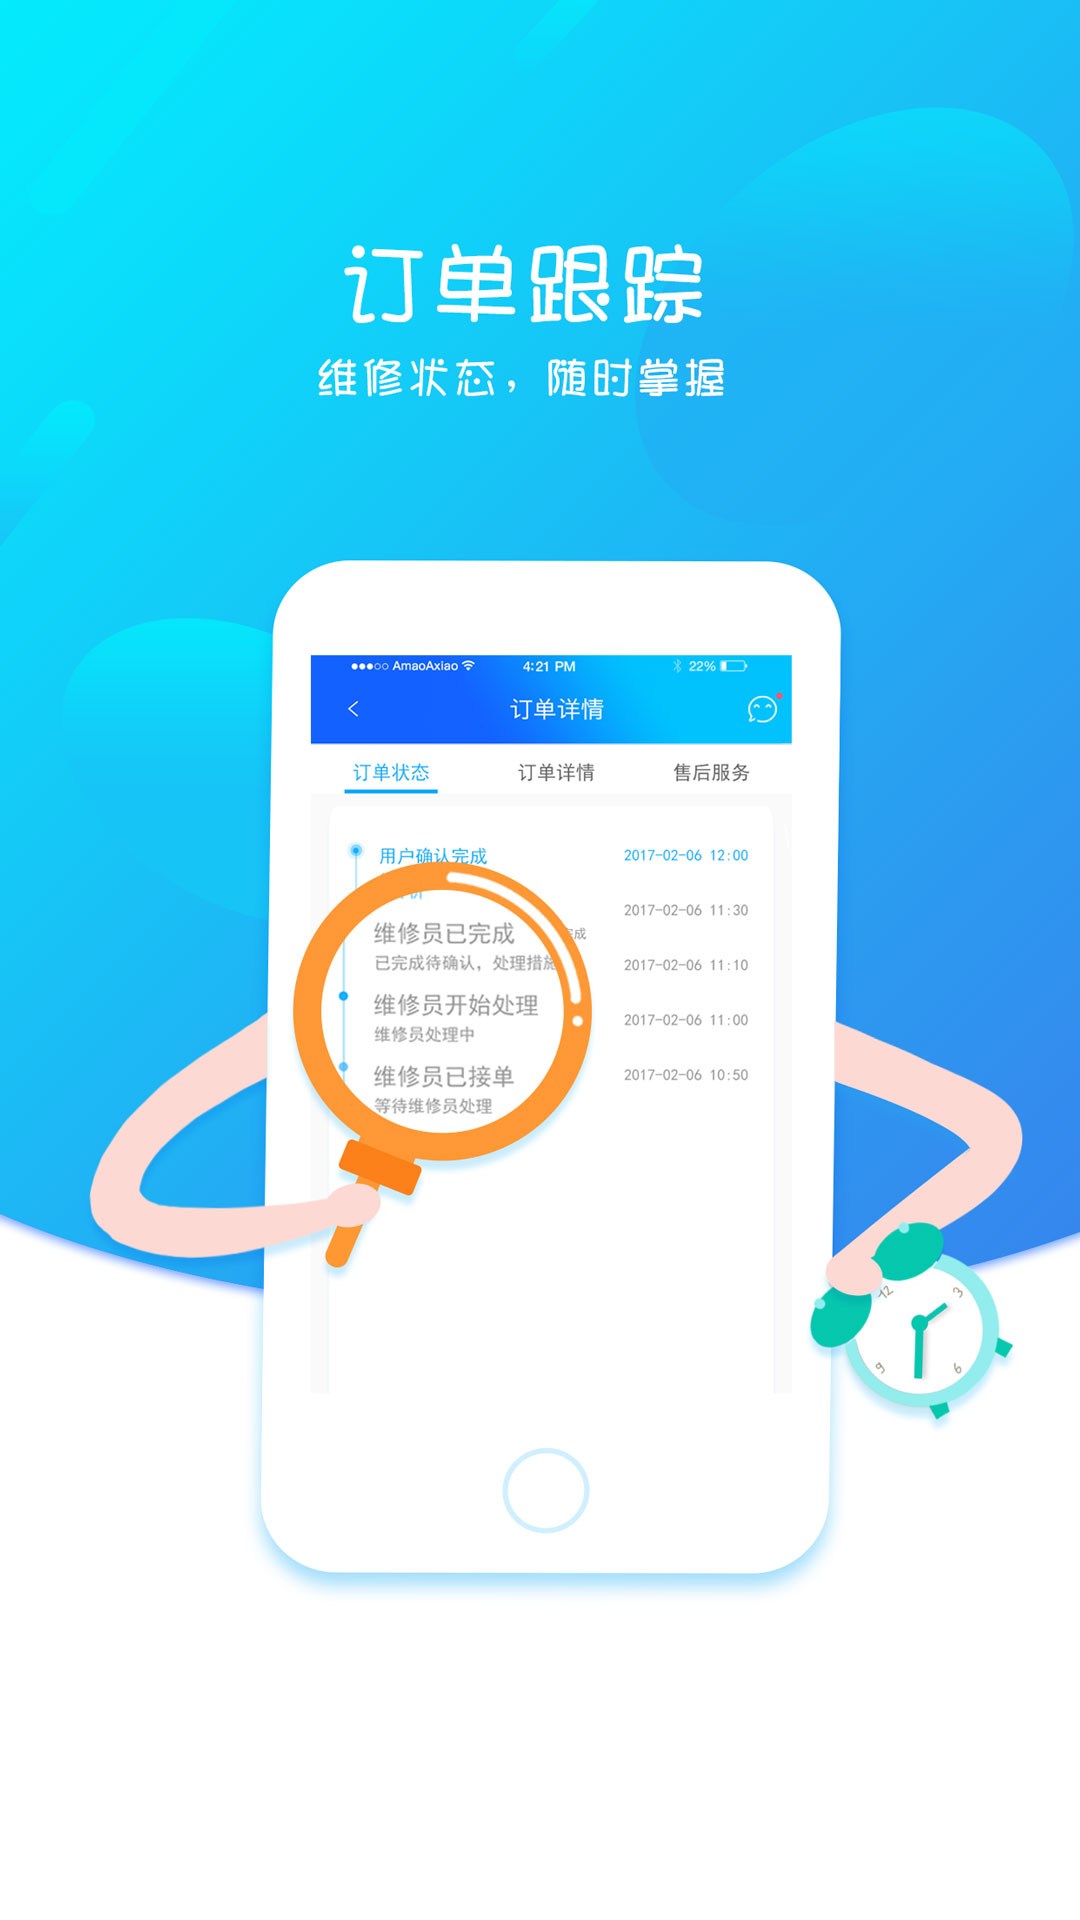 订单跟踪
维修状态，随时掌握
AmaoAxiao 4:21 PM 22%
订单详情
订单状态 订单详情 售后服务
用户确认完成 2017-02-06 12:00
2017-02-06 11:30
维修员已完成 完成
已完成待确认，处理措施 2017-02-06 11:10
维修员开始处理 2017-02-06 11:00
维修员处理中
维修员已接单 2017-02-06 10:50
等待维修员处理
12 3
9 6